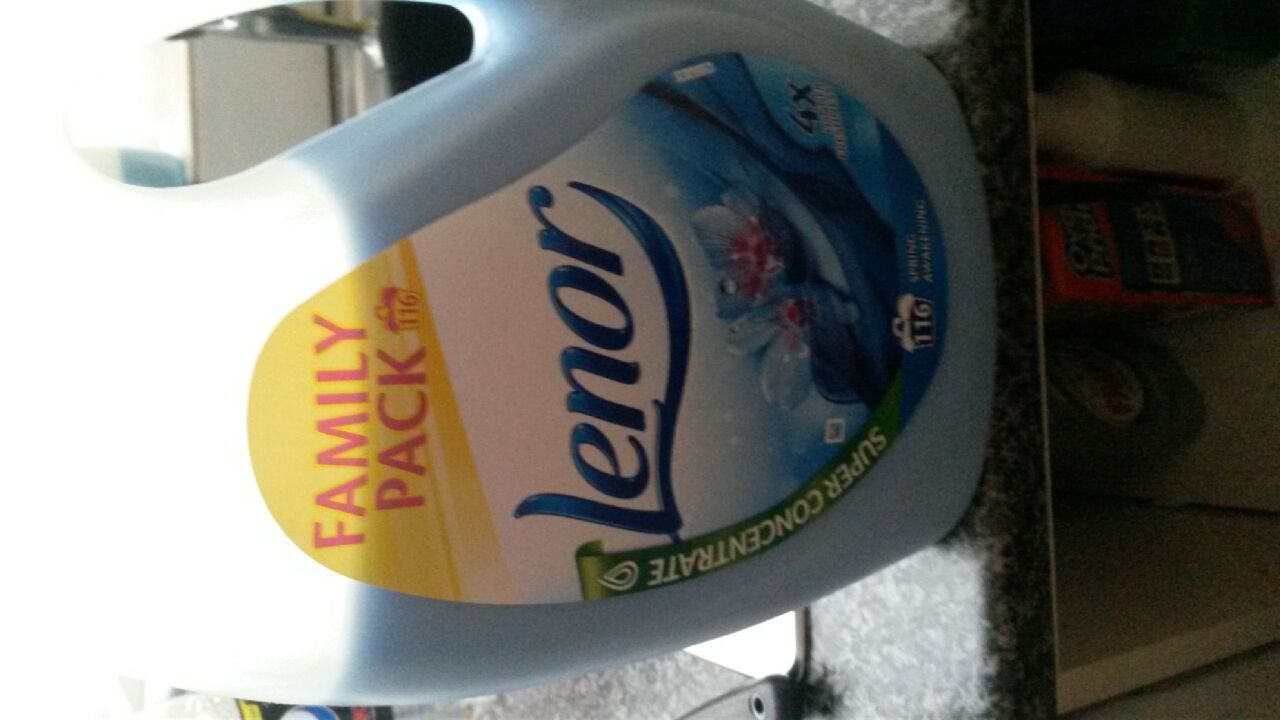 FAMILY
PACK 116
Lenor
4X
SPRING
AWAKENING
116
SUPER CONCENTRATE